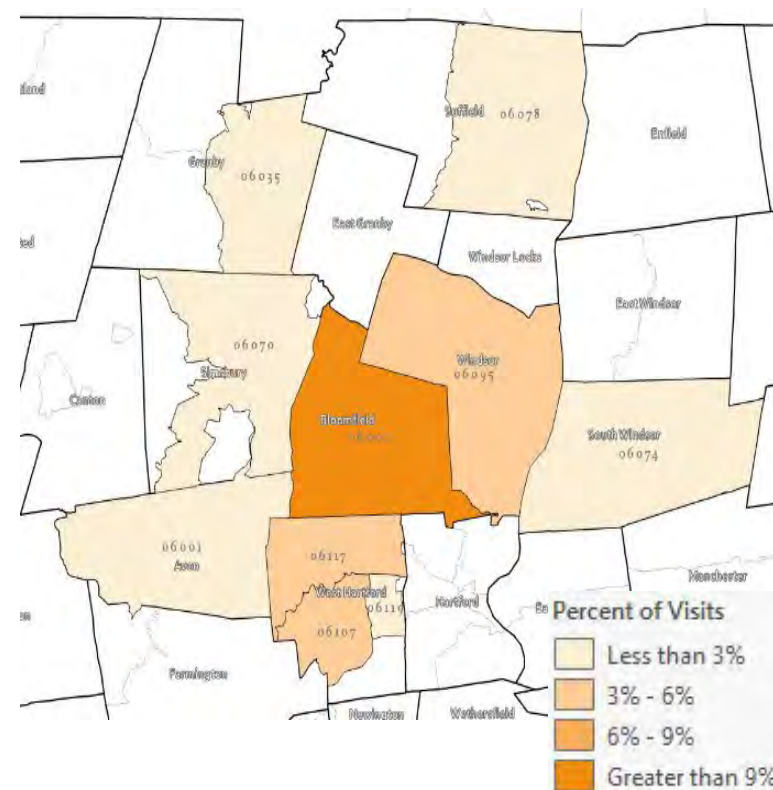 Suffield
06078
Enfield
Granby
06035
East Granby
Windsor Locks
East Windsor
06070
Simsbury
Windsor
06095
Canton
Bloomfield
South Windsor
06074
06001
Avon
06117
West Hartford
06119
Hartford
Manchester
06107
Farmington
Newington
Wethersfield
Percent of Visits
Less than 3%
3% - 6%
6% - 9%
Greater than 9%